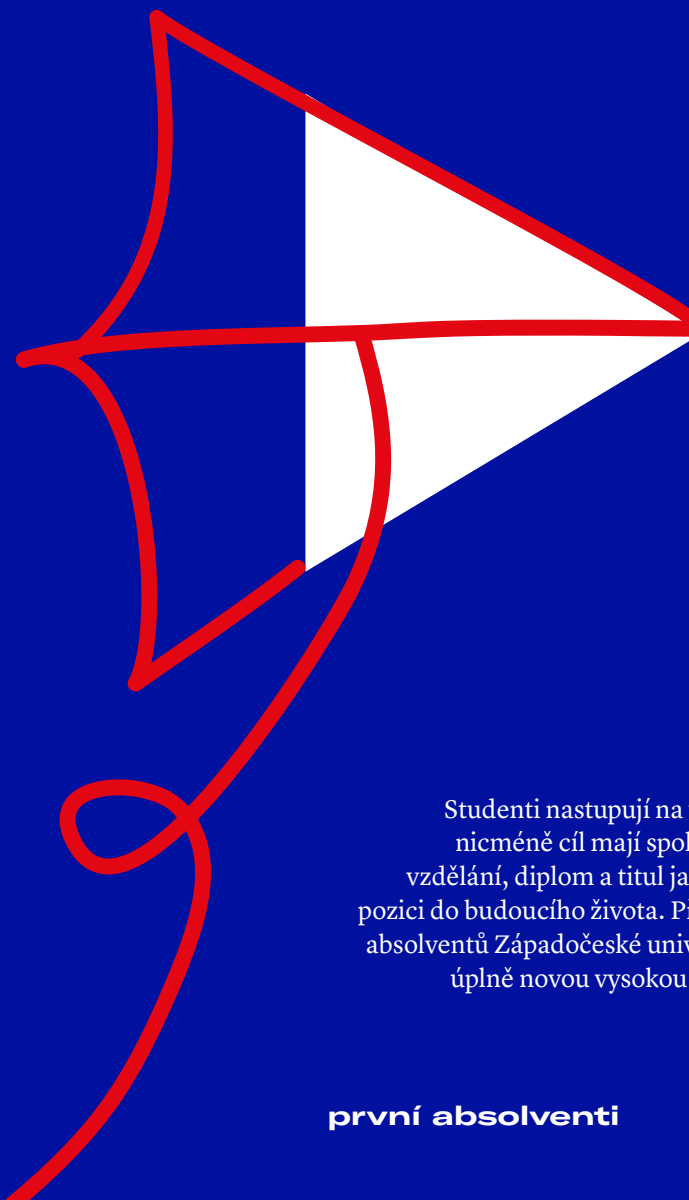 Studenti nastupují na
nicméně cíl mají spol
vzdělání, diplom a titul ja
pozici do budoucího života. Př
absolventů Západočeské univ
úplně novou vysokou
první absolventi